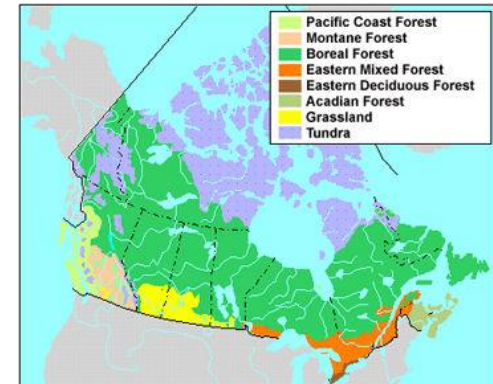 Pacific Coast Forest
Montane Forest
Boreal Forest
Eastern Mixed Forest
Eastern Deciduous Forest
Acadian Forest
Grassland
Tundra